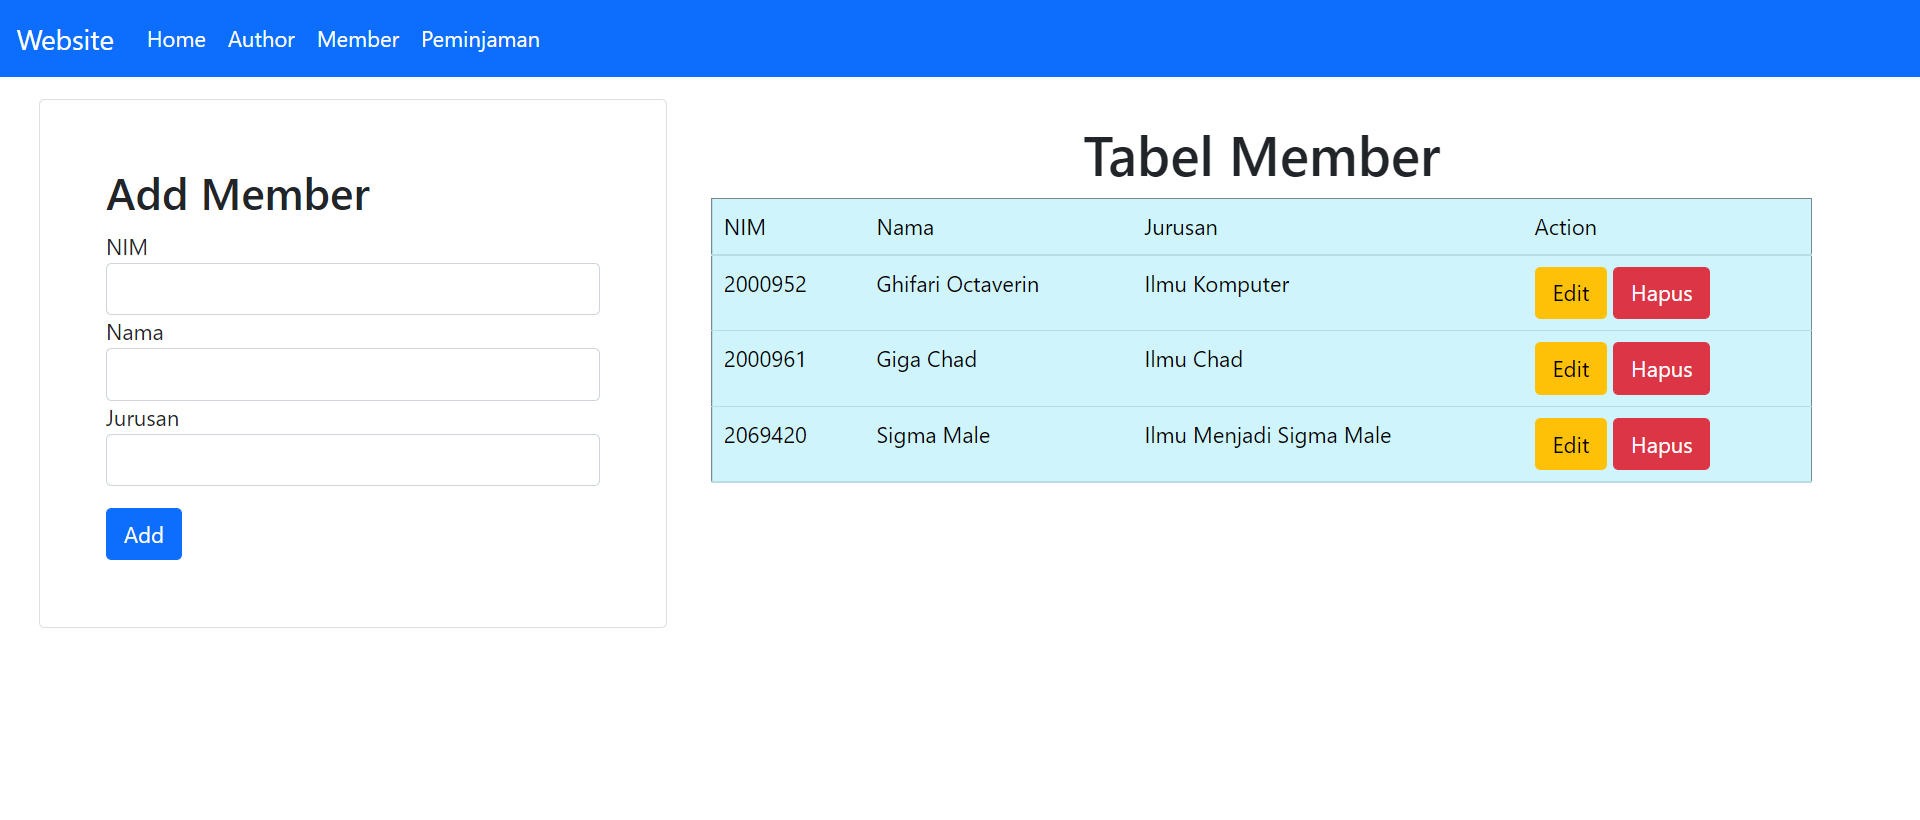 Website Home Author Member Peminjaman
Add Member
NIM
Nama
Jurusan
Add
Tabel Member
NIM Nama Jurusan Action
2000952 Ghifari Octaverin Ilmu Komputer Edit Hapus
2000961 Giga Chad Ilmu Chad Edit Hapus
2069420 Sigma Male Ilmu Menjadi Sigma Male Edit Hapus